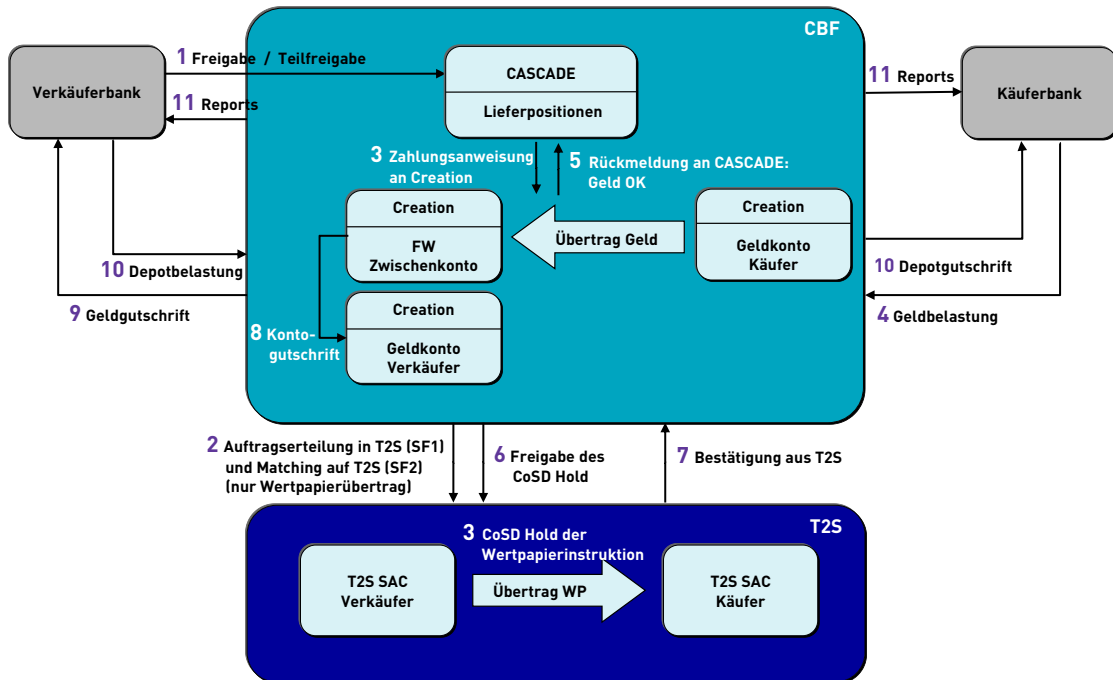 CBF
1 Freigabe / Teilfreigabe
CASCADE
Lieferpositionen
Verkäuferbank
11 Reports
11 Reports
Käuferbank
3 Zahlungsanweisung
an Creation
5 Rückmeldung an CASCADE:
Geld OK
Creation
FW
Zwischenkonto
Übertrag Geld
Creation
Geldkonto
Käufer
10 Depotbelastung
10 Depotgutschrift
9 Geldgutschrift
4 Geldbelastung
8 Konto-
gutschrift
Creation
Geldkonto
Verkäufer
2 Auftragserteilung in T2S (SF1)
und Matching auf T2S (SF2)
(nur Wertpapierübertrag)
6 Freigabe des
CoSD Hold
7 Bestätigung aus T2S
T2S
3 CoSD Hold der
Wertpapierinstruktion
T2S SAC
Verkäufer
Übertrag WP
T2S SAC
Käufer